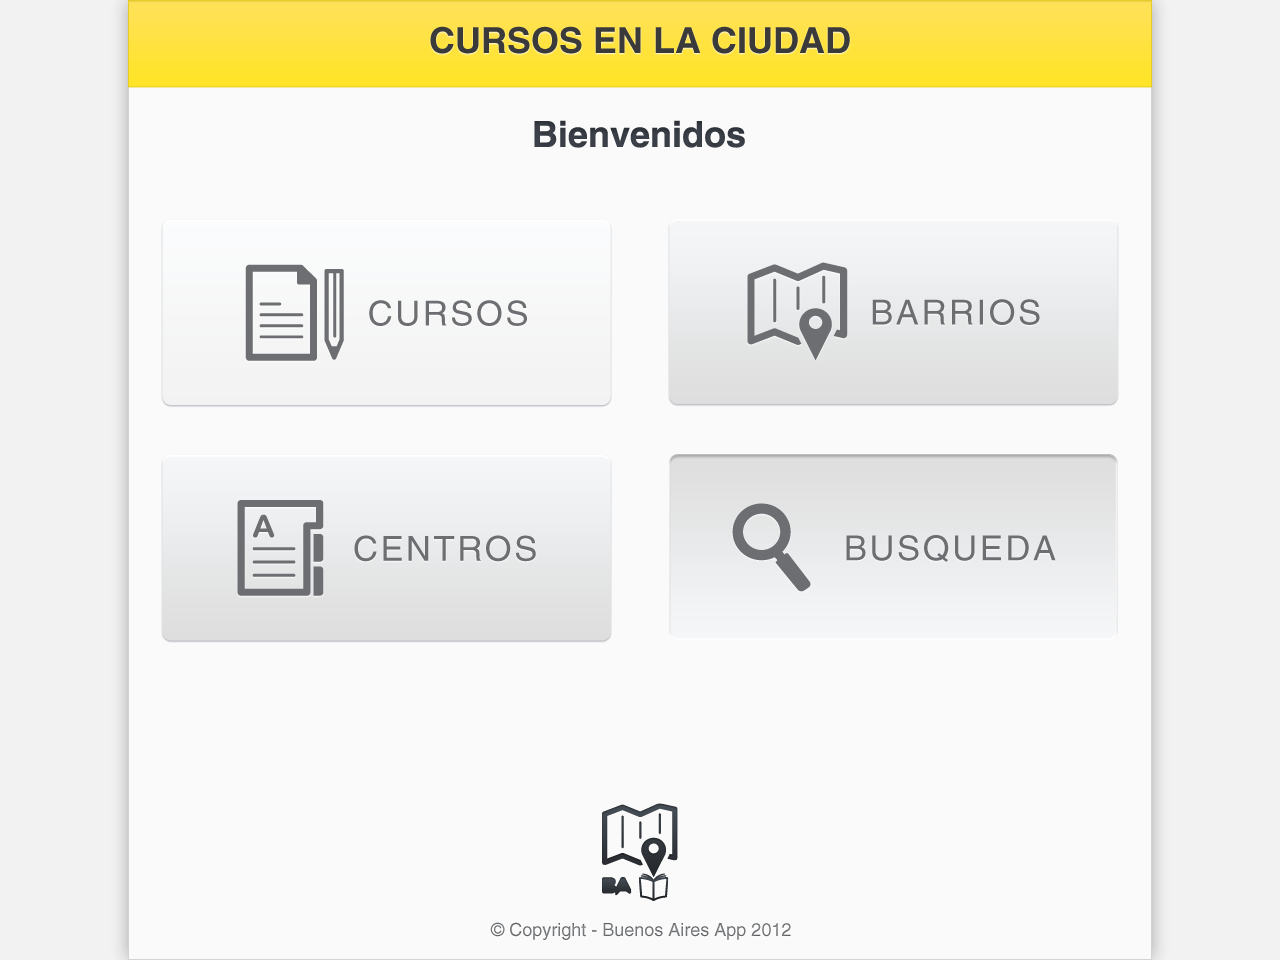 CURSOS EN LA CIUDAD
Bienvenidos
CURSOS
BARRIOS
A
CENTROS
BUSQUEDA
BA
© Copyright - Buenos Aires App 2012